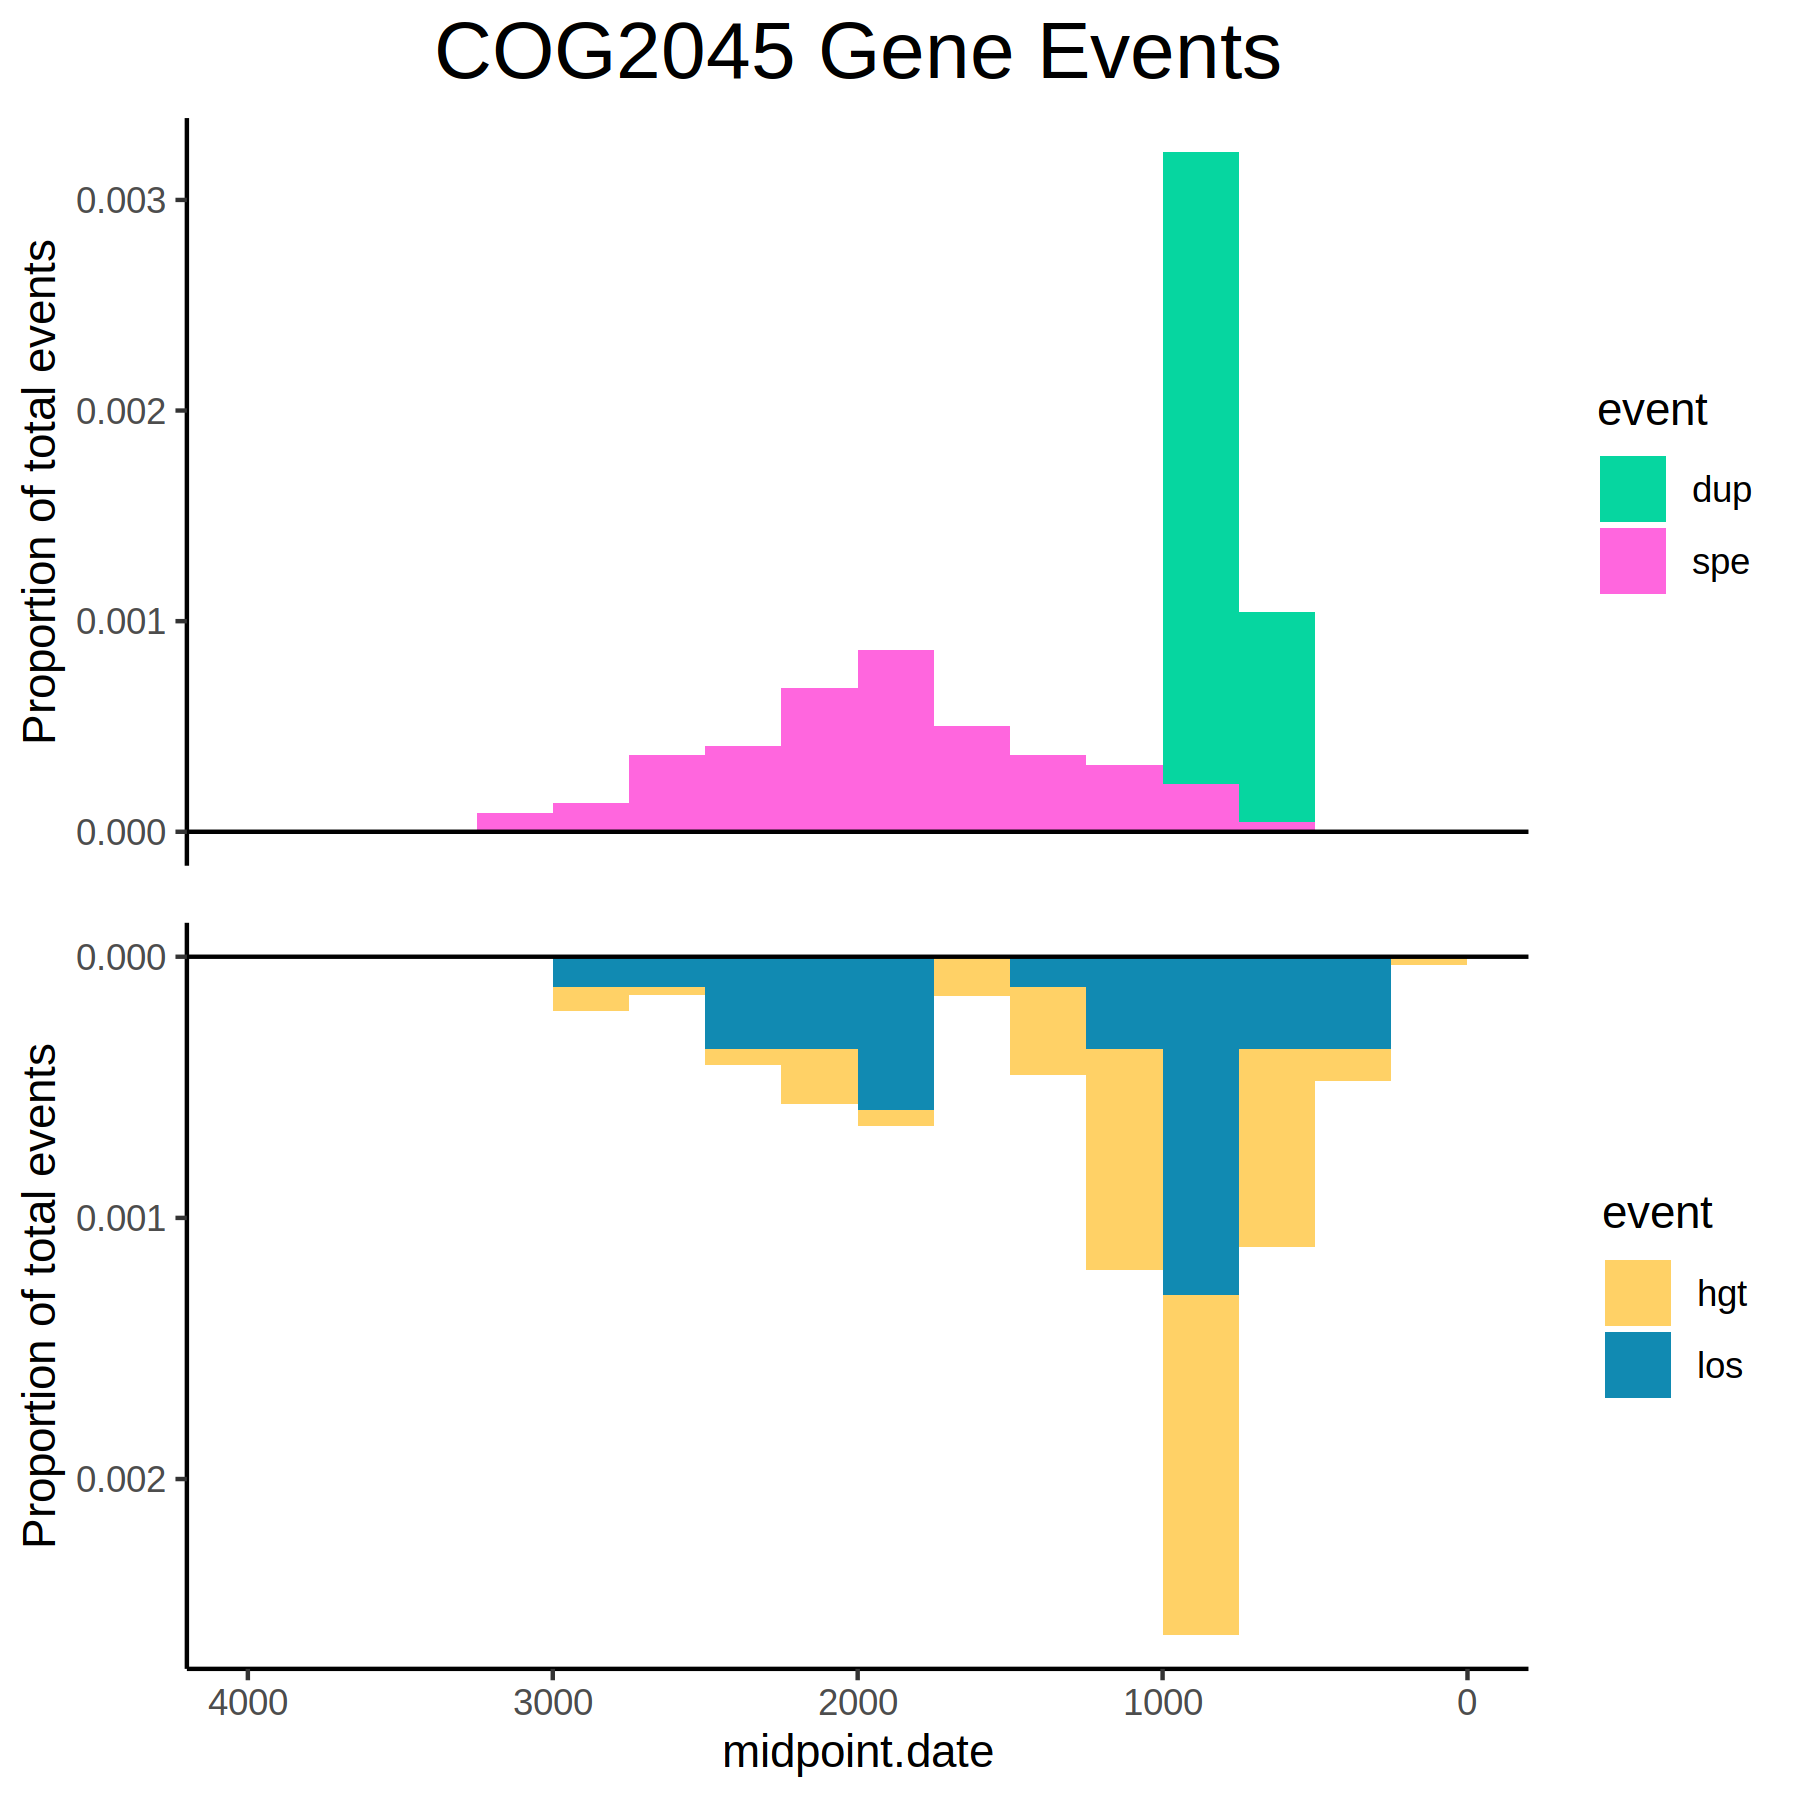 COG2045 Gene Events
Proportion of total events
0.003
0.002
0.001
0.000
event
dup
spe
Proportion of total events
0.000
0.001
0.002
event
hgt
los
4000 3000 2000 1000 0
midpoint.date